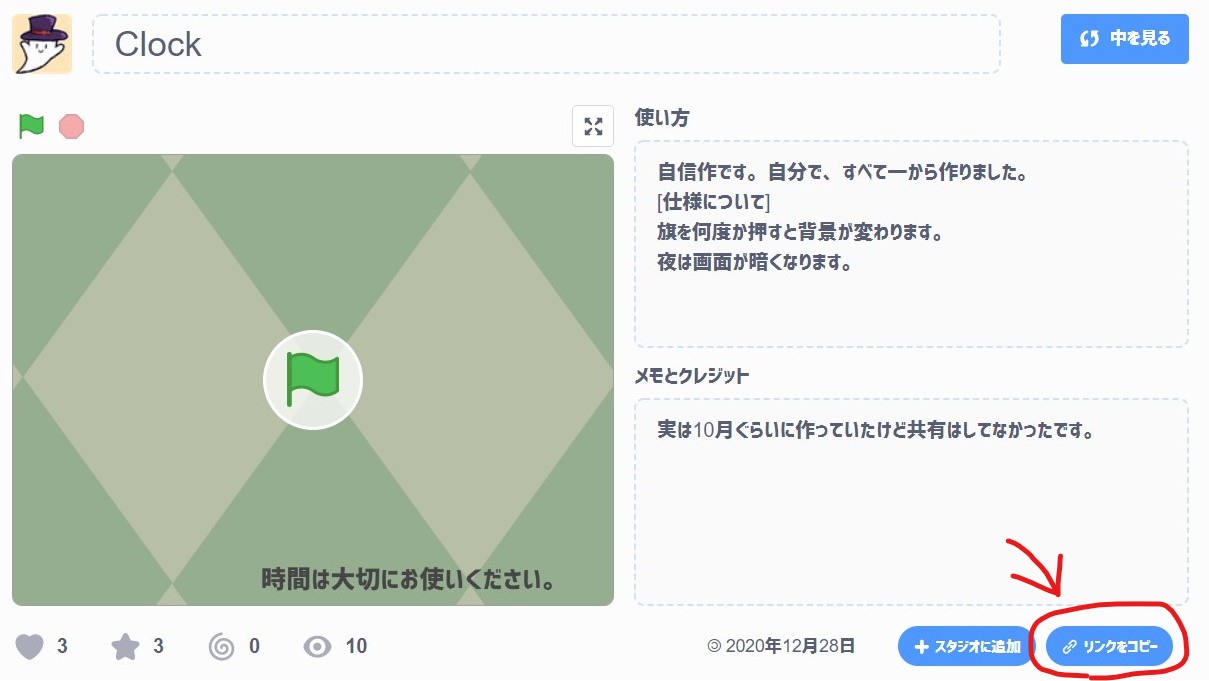 Clock
中を見る
使い方
自信作です。自分で、すべて一から作りました。
[仕様について]
旗を何度か押すと背景が変わります。
夜は画面が暗くなります。
メモとクレジット
実は10月ぐらいに作っていたけど共有はしてなかったです。
時間は大切にお使いください。
3
3
0
10
© 2020年12月28日
スタジオに追加
リンクをコピー